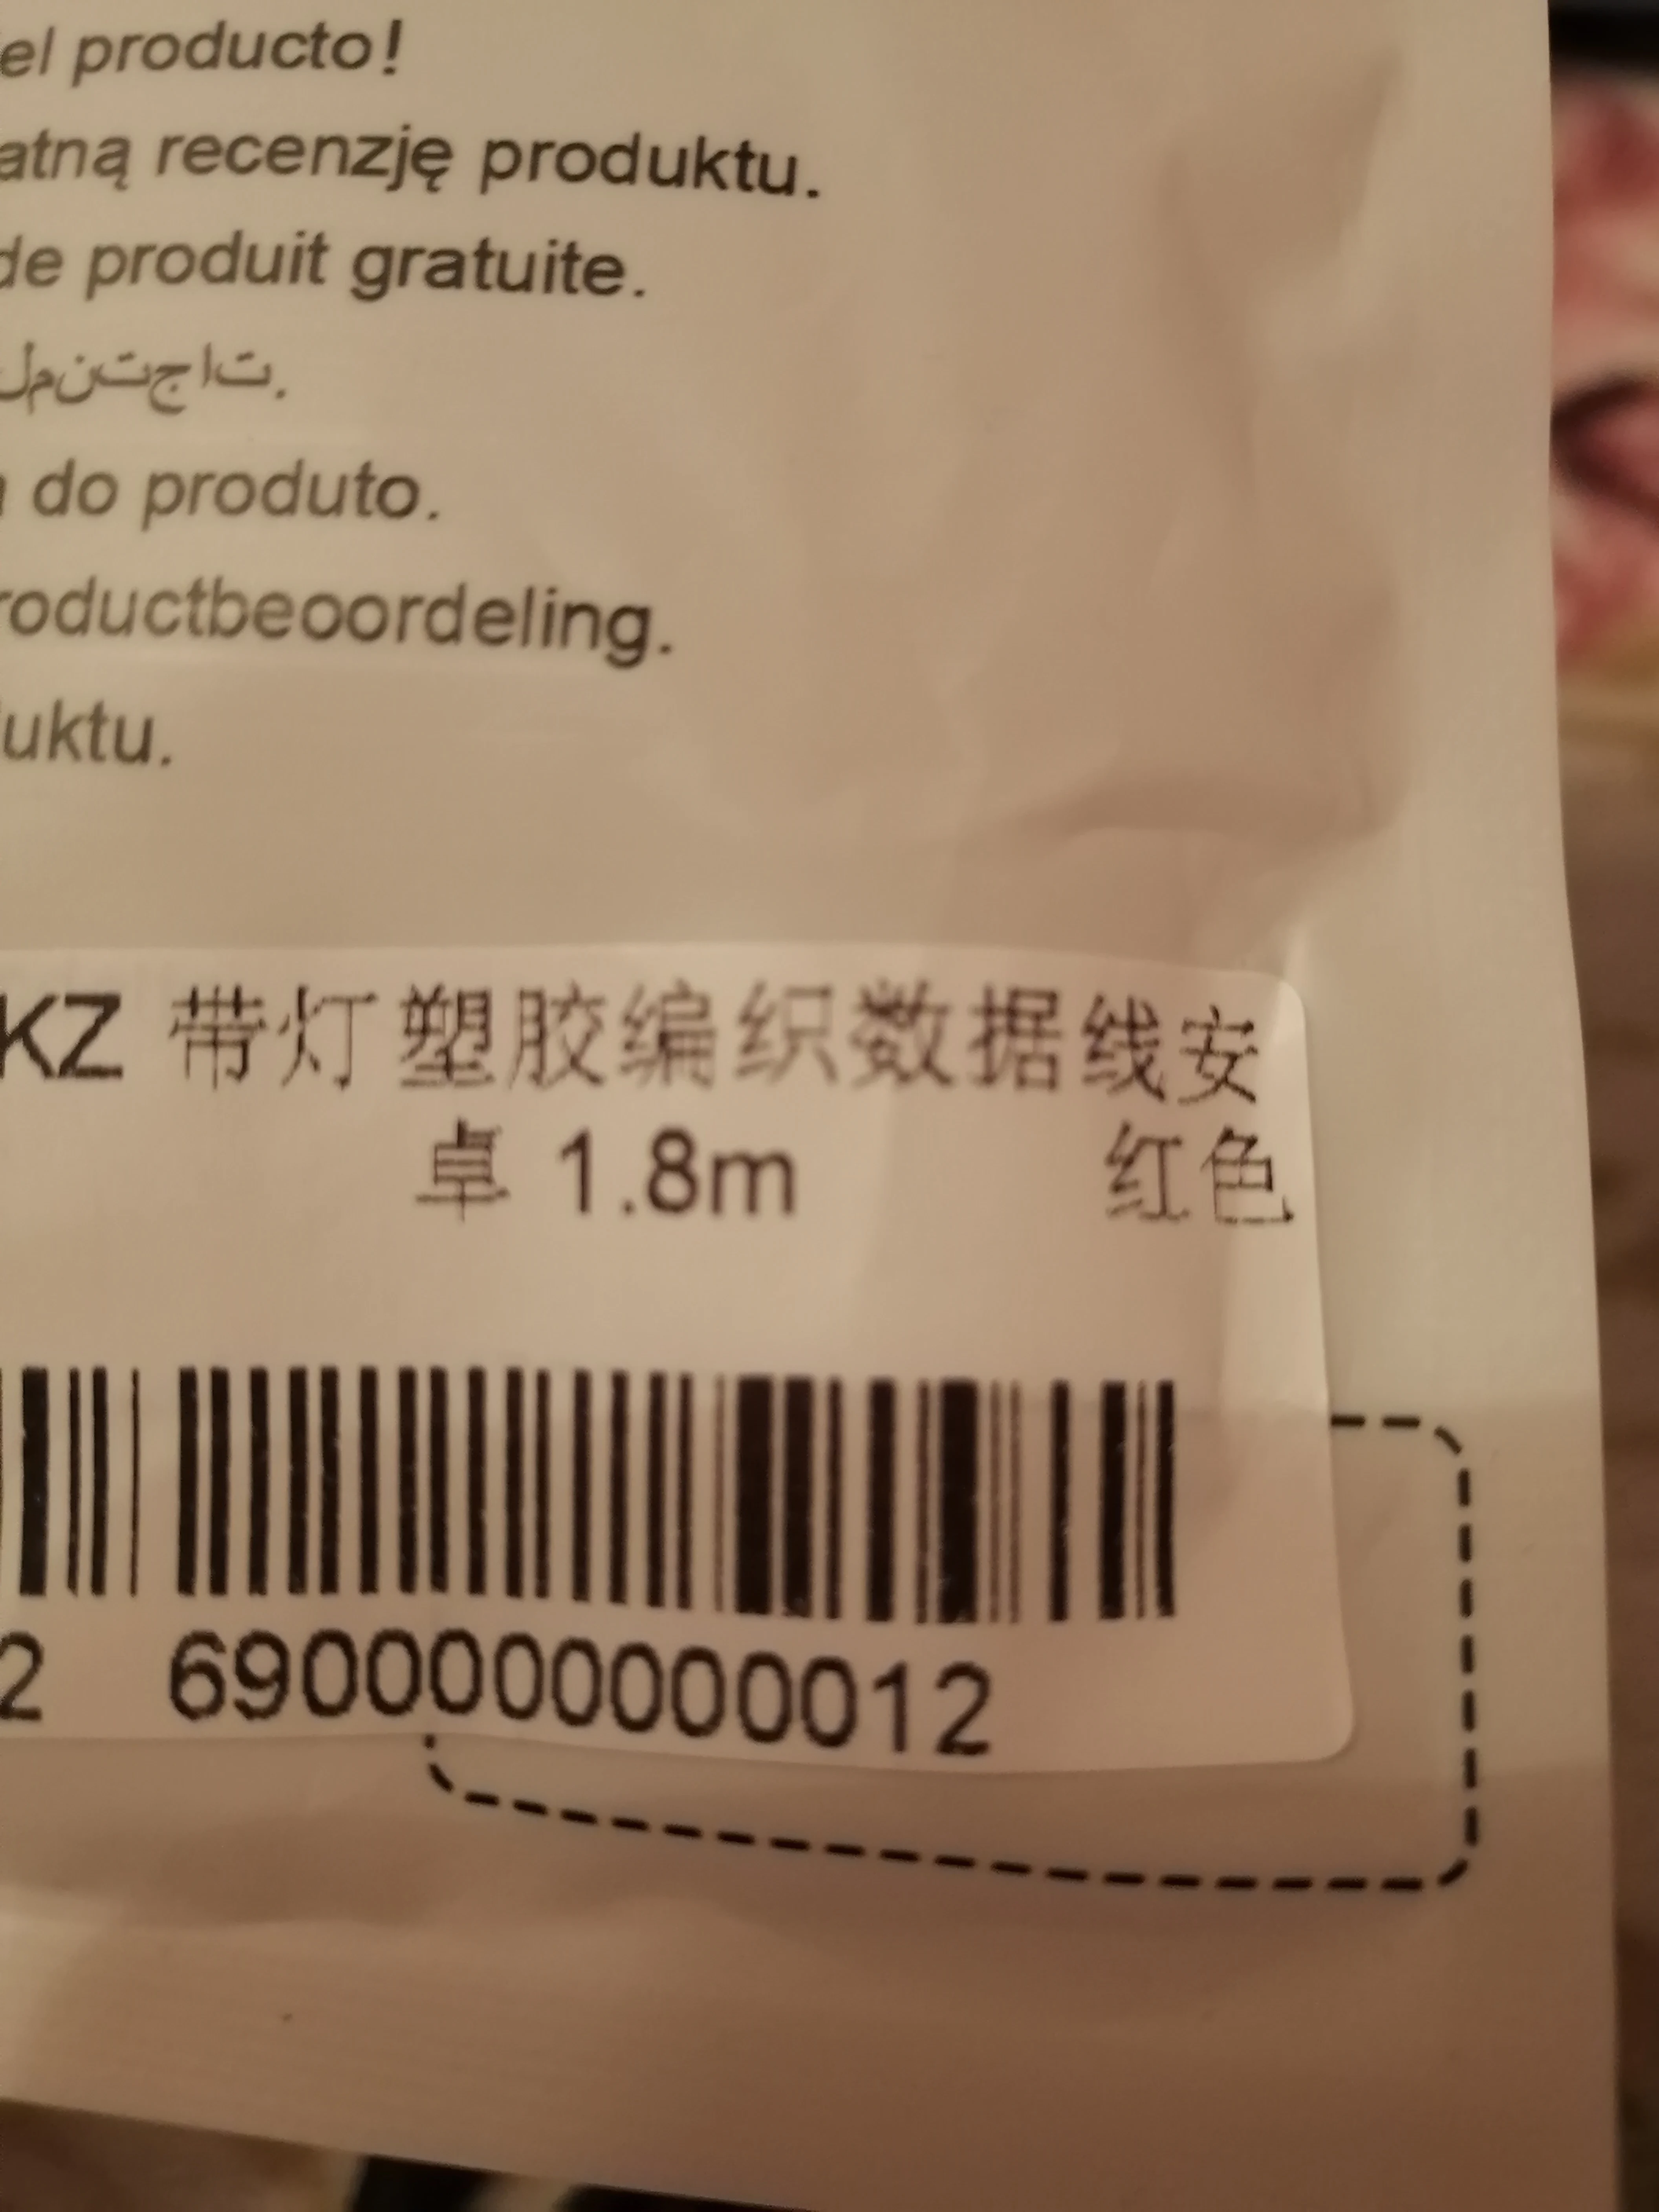 el producto!
atną recenzję produktu.
de produit gratuite.
لمنتجات.
do produto.
roductbeoordeling.
uktu.
KZ 带灯塑胶编织数据线安
卓 1.8m 红色
2 6900000000012